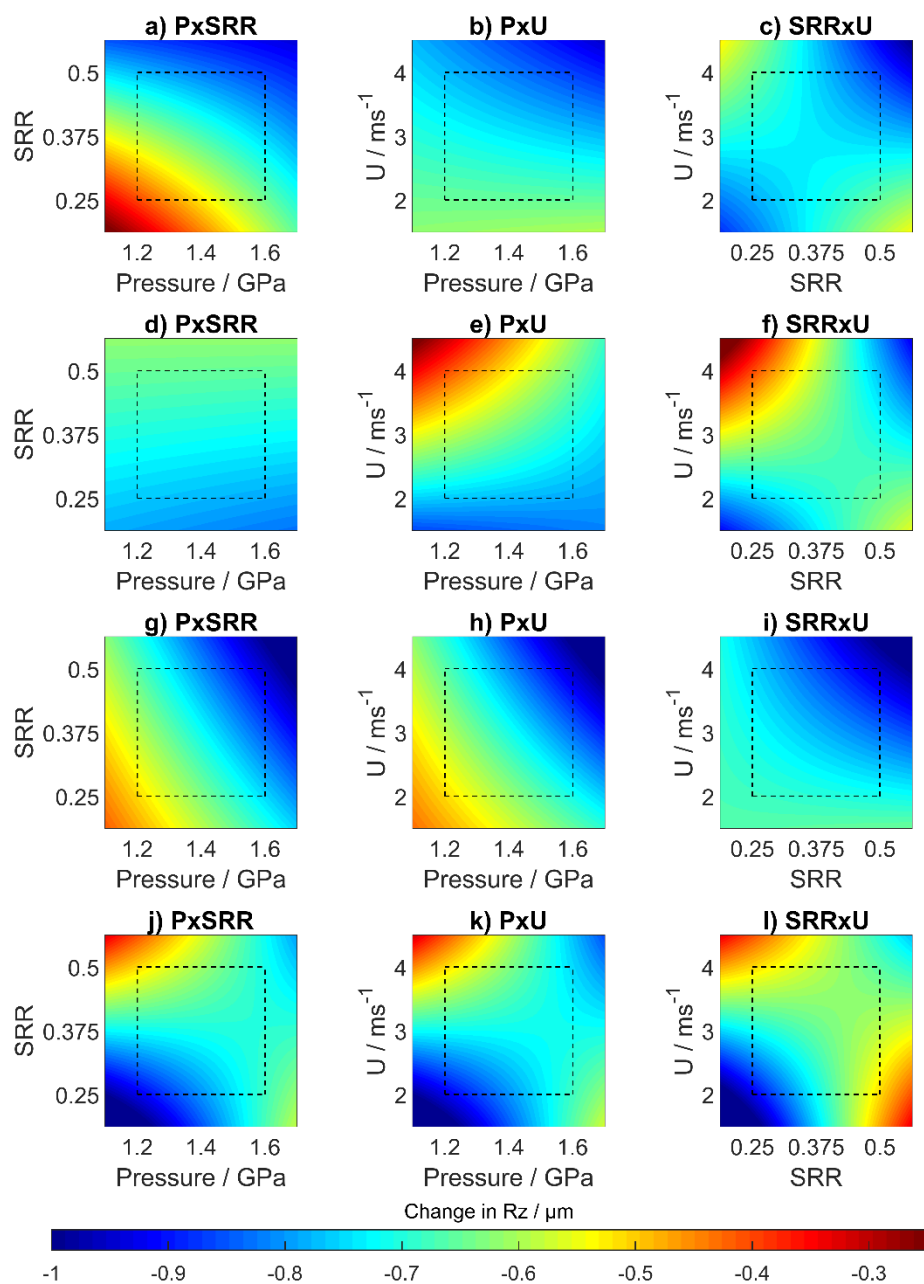 a) PxSRR
b) PxU
c) SRRxU
0.5
0.375
0.25
SRR
1.2 1.4 1.6
Pressure / GPa
4
3
2
U / ms-1
1.2 1.4 1.6
Pressure / GPa
4
3
2
U / ms-1
0.25 0.375 0.5
SRR
d) PxSRR
e) PxU
f) SRRxU
0.5
0.375
0.25
SRR
1.2 1.4 1.6
Pressure / GPa
4
3
2
U / ms-1
1.2 1.4 1.6
Pressure / GPa
4
3
2
U / ms-1
0.25 0.375 0.5
SRR
g) PxSRR
h) PxU
i) SRRxU
0.5
0.375
0.25
SRR
1.2 1.4 1.6
Pressure / GPa
4
3
2
U / ms-1
1.2 1.4 1.6
Pressure / GPa
4
3
2
U / ms-1
0.25 0.375 0.5
SRR
j) PxSRR
k) PxU
l) SRRxU
0.5
0.375
0.25
SRR
1.2 1.4 1.6
Pressure / GPa
4
3
2
U / ms-1
1.2 1.4 1.6
Pressure / GPa
4
3
2
U / ms-1
0.25 0.375 0.5
SRR
Change in Rz / μm
-1 -0.9 -0.8 -0.7 -0.6 -0.5 -0.4 -0.3